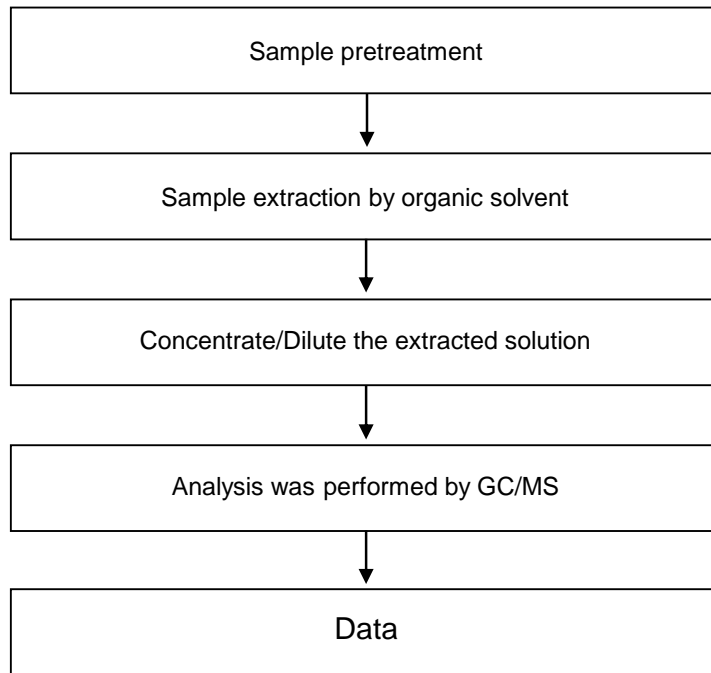 Sample pretreatment
Sample extraction by organic solvent
Concentrate/Dilute the extracted solution
Analysis was performed by GC/MS
Data